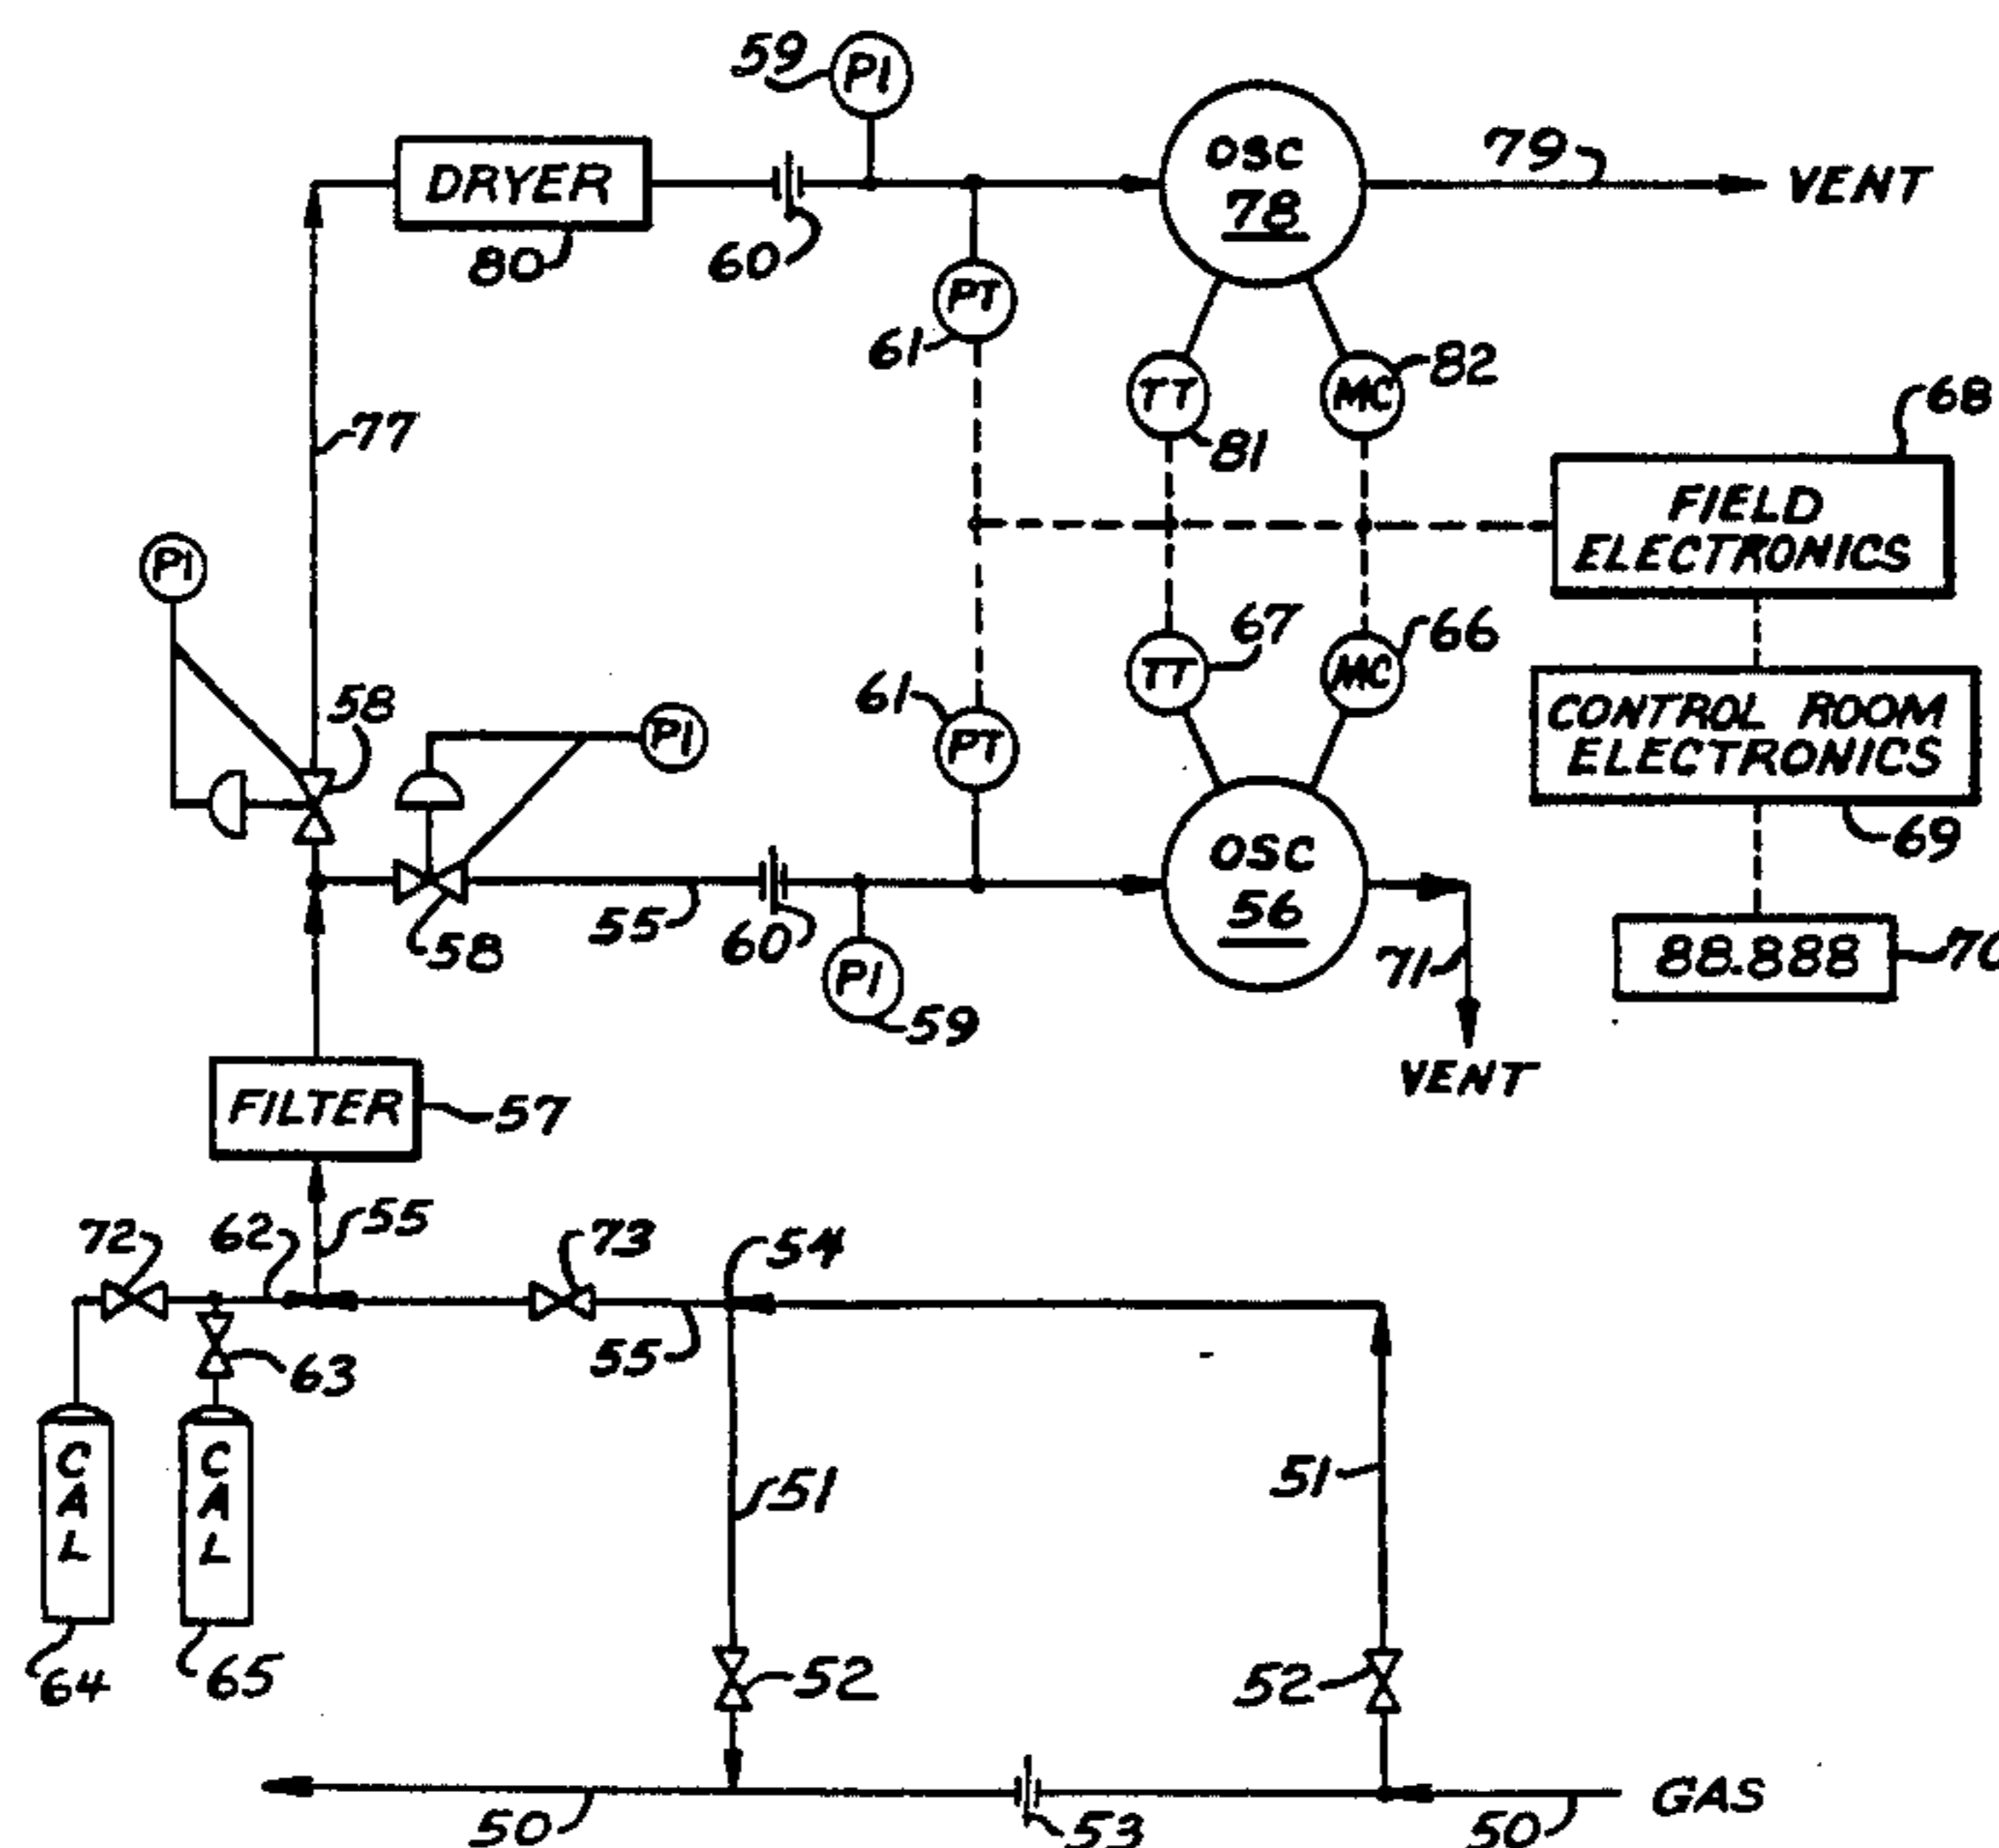 59
PI
OSC
78
79
VENT
DRYER
80
60
PT
61
TT
81
MC
82
68
77
FIELD
ELECTRONICS
PI
58
PI
61
PT
67
TT
66
MC
CONTROL ROOM
ELECTRONICS
69
OSC
56
58
55
60
PI
59
71
VENT
88.888
70
FILTER
57
72
62
55
73
54
63
55
CAL
CAL
51
51
64
65
52
52
50
53
50
GAS